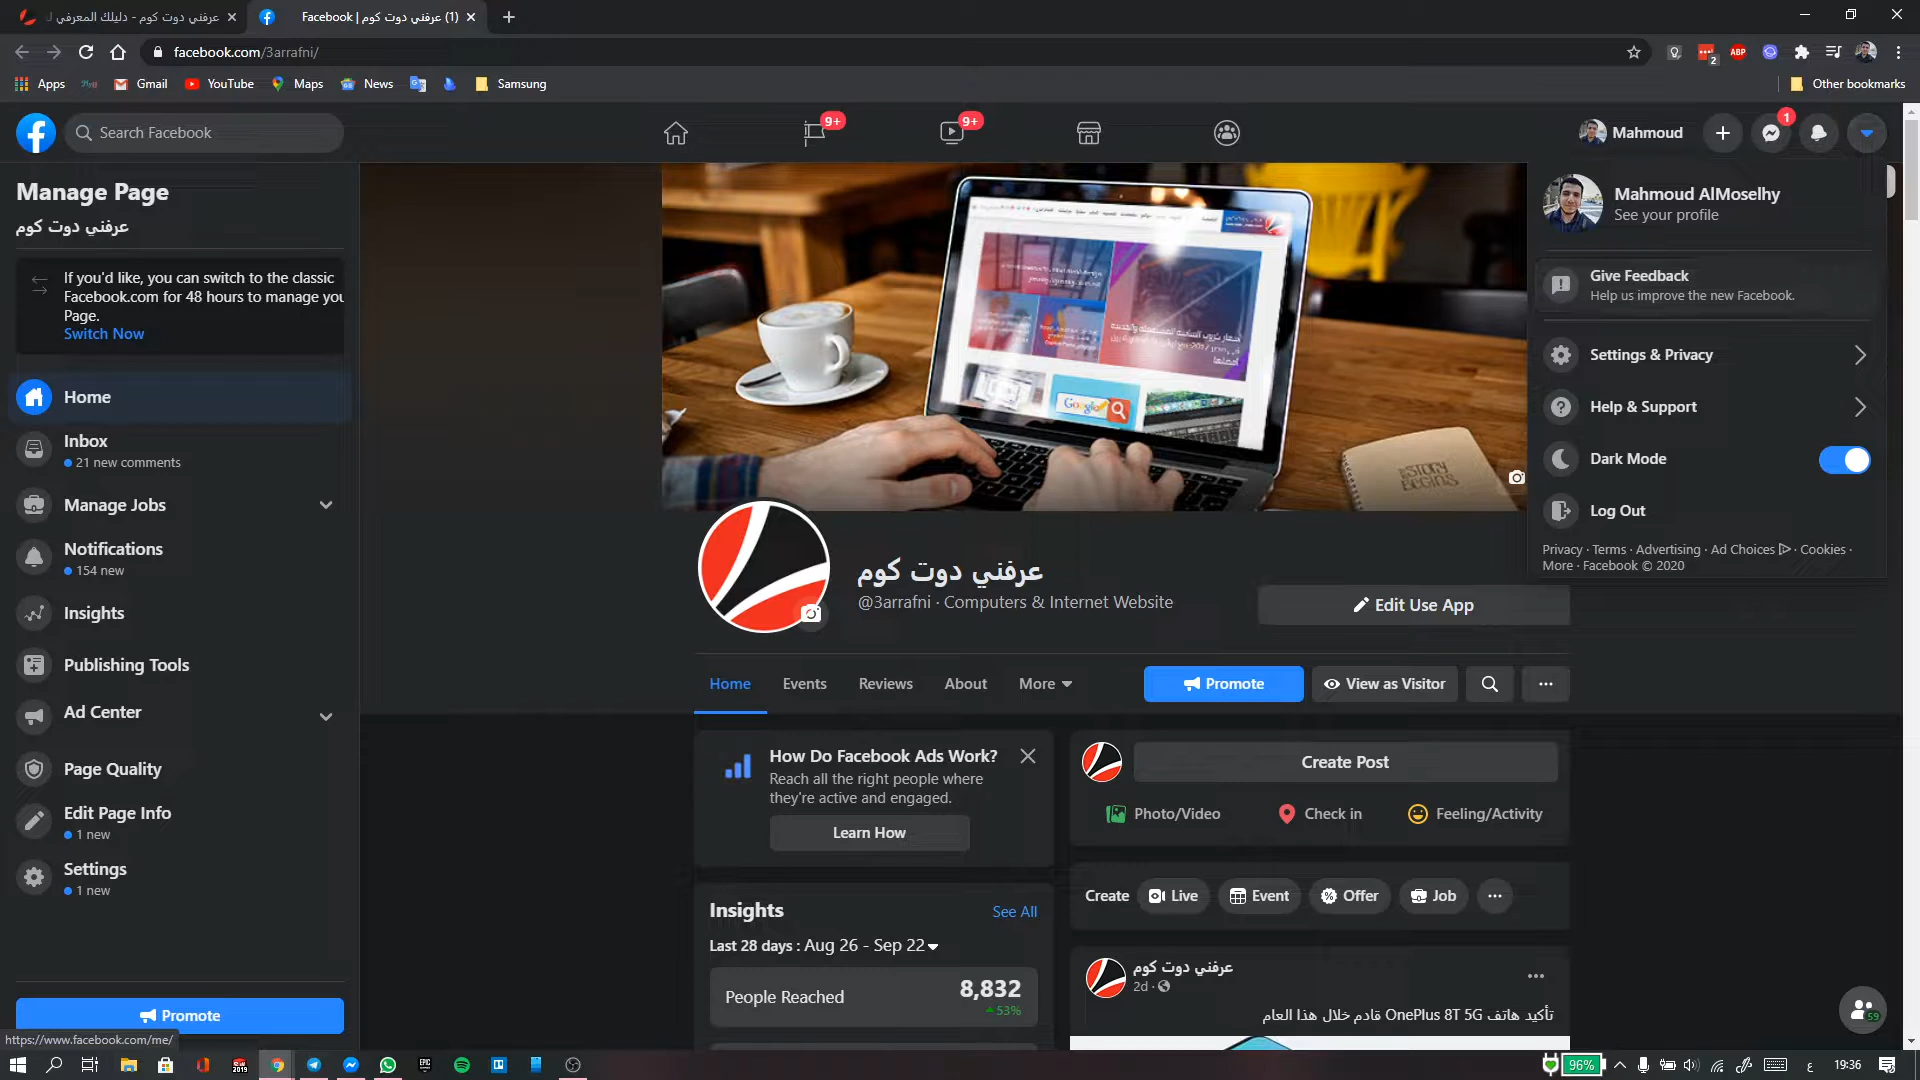 عرفني دوت كوم - دليلك المعرفي ل
(1) عرفني دوت كوم | Facebook
facebook.com/3arrafni/
Apps
Gmail
YouTube
Maps
News
Samsung
Other bookmarks
2
ABP
Search Facebook
9+
9+
Mahmoud
1
Manage Page
عرفني دوت كوم
If you'd like, you can switch to the classic
Facebook.com for 48 hours to manage you
Page.
Switch Now
Home
Inbox
21 new comments
Manage Jobs
Notifications
154 new
Insights
Publishing Tools
Ad Center
Page Quality
Edit Page Info
1 new
Settings
1 new
Promote
https://www.facebook.com/me/
Google
STORY
BEGINS
عرفني دوت كوم
@3arrafni · Computers & Internet Website
Edit Use App
Home
Events
Reviews
About
More
Promote
View as Visitor
How Do Facebook Ads Work?
Reach all the right people where
they're active and engaged.
Learn How
Insights
See All
Last 28 days : Aug 26 - Sep 22
People Reached
8,832
53%
Create Post
Photo/Video
Check in
Feeling/Activity
Create
Live
Event
Offer
Job
عرفني دوت كوم
2d
تأكيد هاتف OnePlus 8T 5G قادم خلال هذا العام
Mahmoud AlMoselhy
See your profile
Give Feedback
Help us improve the new Facebook.
Settings & Privacy
Help & Support
Dark Mode
Log Out
Privacy · Terms · Advertising · Ad Choices · Cookies ·
More · Facebook © 2020
59
2019
EPIC
96%
ع
19:36